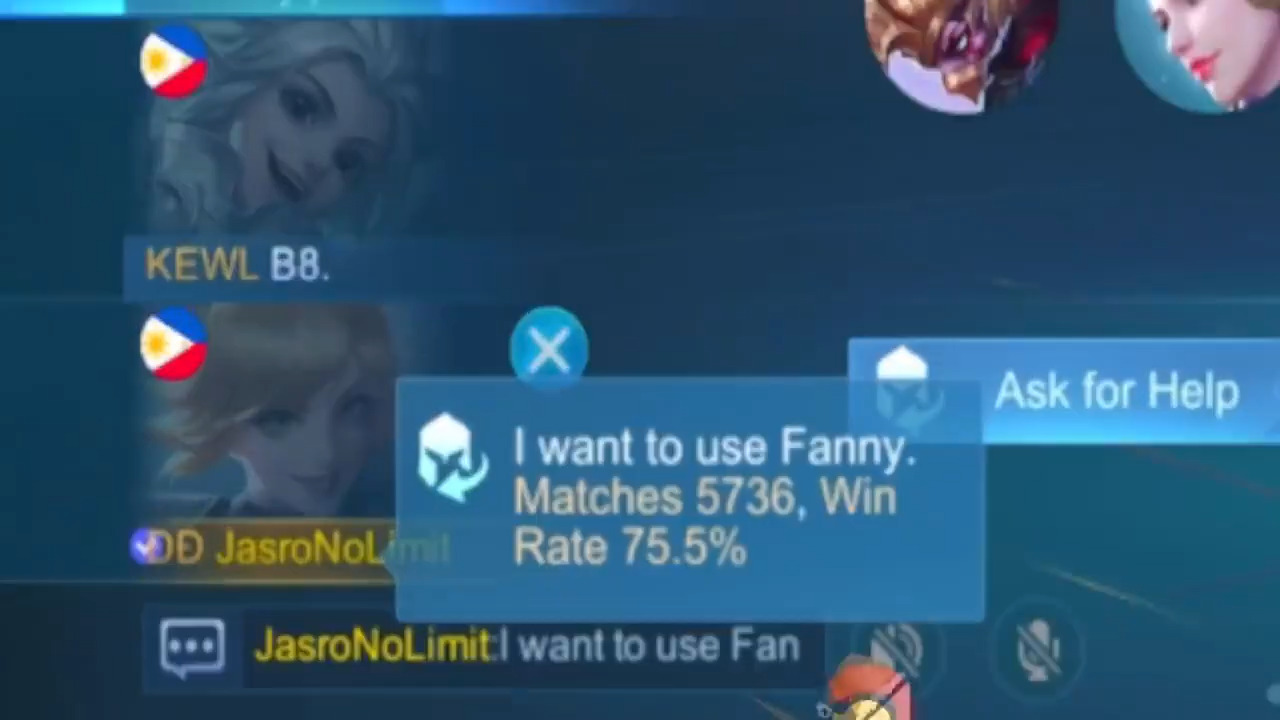 KEWL B8.
Ask for Help
I want to use Fanny.
Matches 5736, Win
Rate 75.5%
DD JasroNoLimit
JasroNoLimit:I want to use Fan